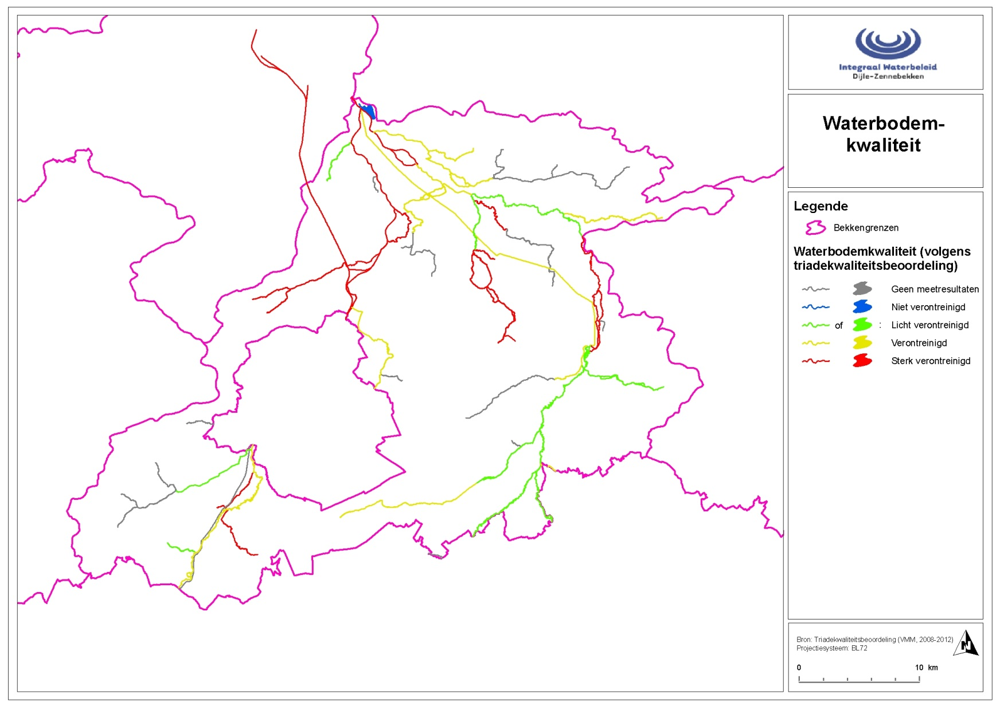 Integraal Waterbeleid
Dijle-Zennebekken
Waterbodem-
kwaliteit
Legende
Bekkengrenzen
Waterbodemkwaliteit (volgens
triadekwaliteitsbeoordeling)
Geen meetresultaten
Niet verontreinigd
of : Licht verontreinigd
Verontreinigd
Sterk verontreinigd
Bron: Triadekwaliteitsbeoordeling (VMM, 2008-2012)
Projectiesysteem: BL72
N
0 10 km